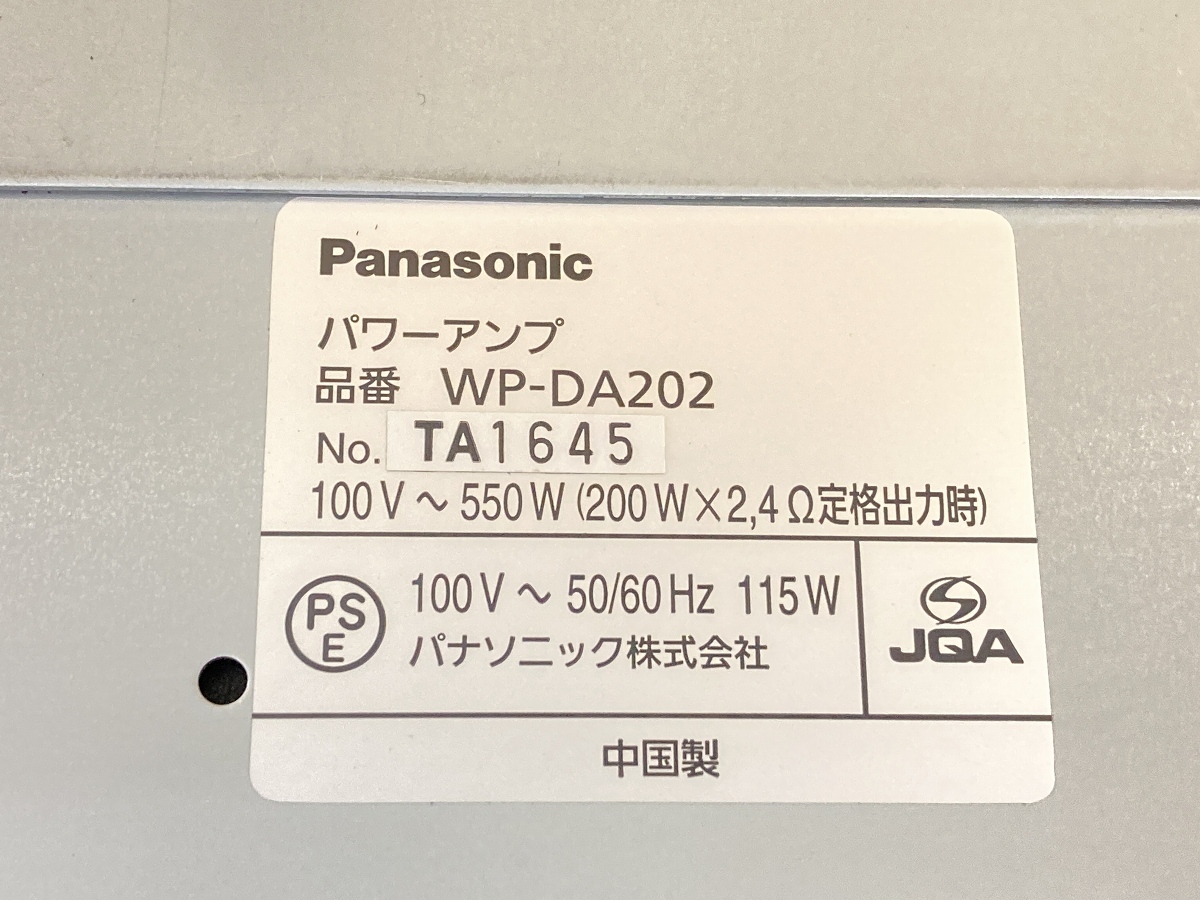 Panasonic
パワーアンプ
品番 WP-DA202
No. TA1645
100V～550W(200W×2,4Ω定格出力時)
PS
E
100V～ 50/60Hz 115W
パナソニック株式会社
JQA
中国製